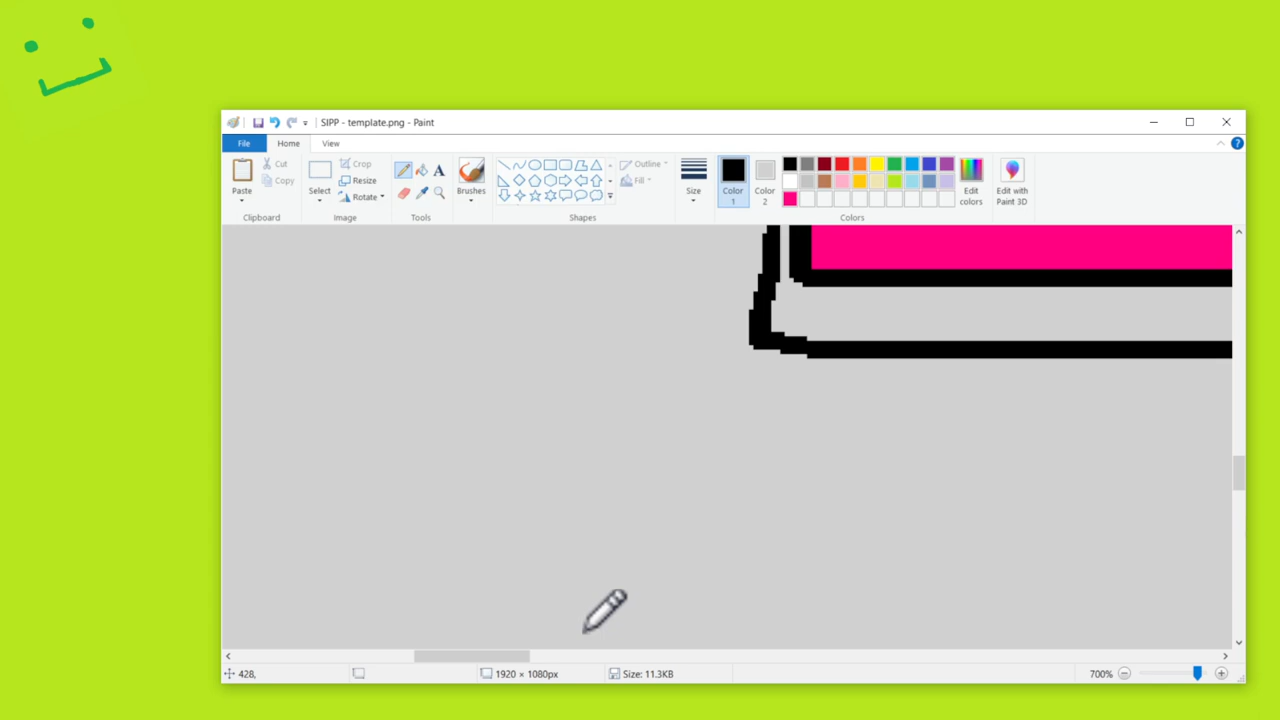 SIPP - template.png - Paint
File Home View
Paste
Cut
Copy
Clipboard
Select
Crop
Resize
Rotate
Image
A
Tools
Brushes
Shapes
Outline
Fill
Size
Color 1
Color 2
Colors
Edit colors
Edit with Paint 3D
428,
1920 × 1080px
Size: 11.3KB
700%